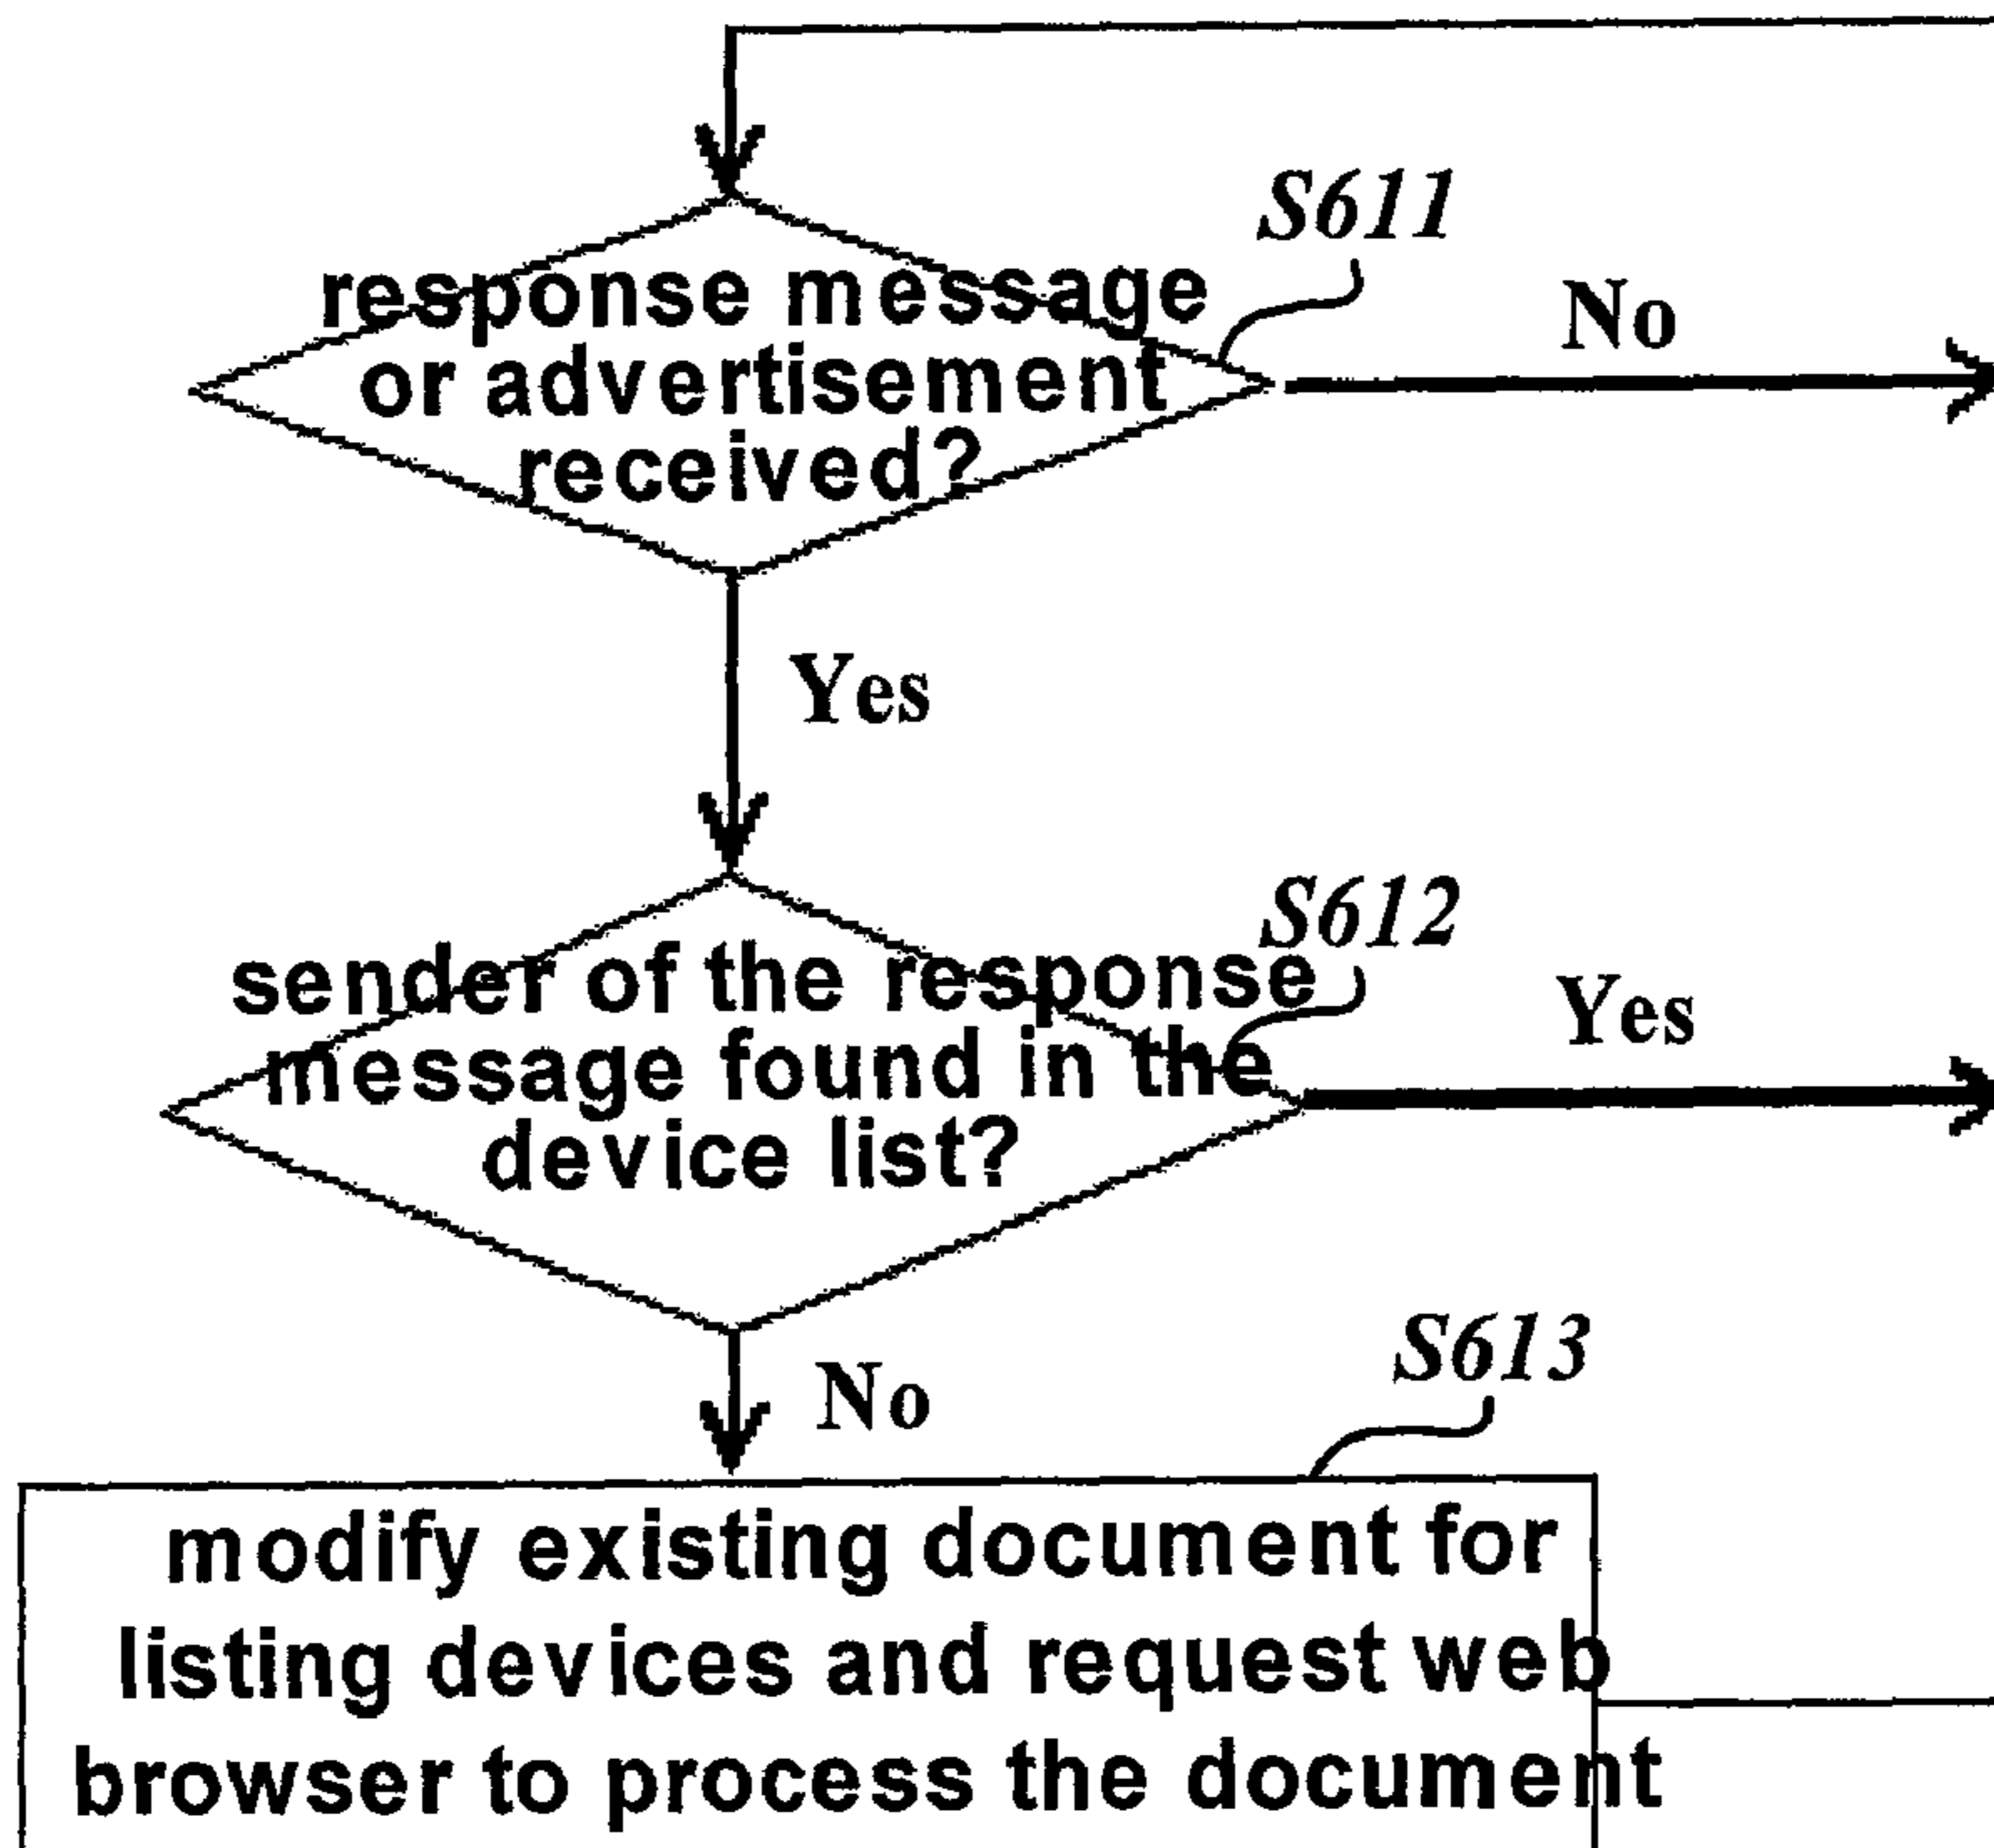 S611
response message
or advertisement
received?
No
Yes
S612
sender of the response
message found in the
device list?
Yes
No
S613
modify existing document for
listing devices and request web
browser to process the document